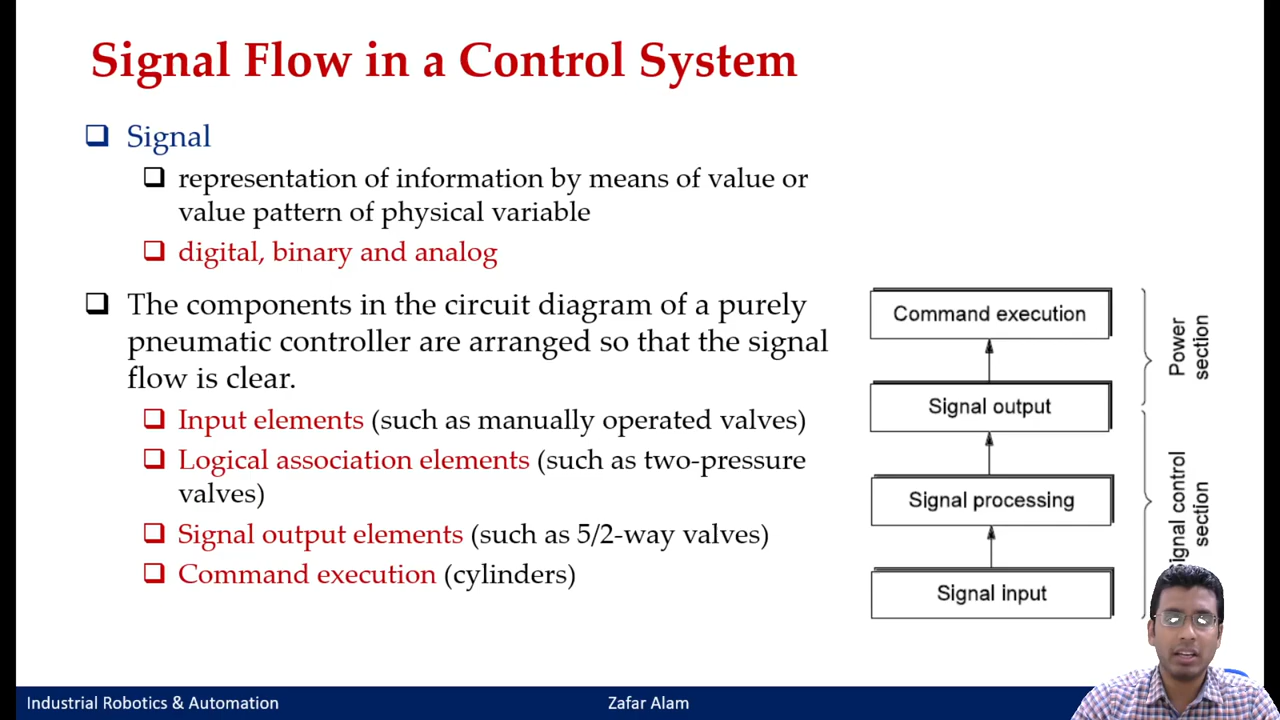 Signal Flow in a Control System
Signal
representation of information by means of value or
value pattern of physical variable
digital, binary and analog
The components in the circuit diagram of a purely
pneumatic controller are arranged so that the signal
flow is clear.
Input elements (such as manually operated valves)
Logical association elements (such as two-pressure
valves)
Signal output elements (such as 5/2-way valves)
Command execution (cylinders)
Command execution
Signal output
Signal processing
Signal input
Power
section
Signal control
section
Industrial Robotics & Automation
Zafar Alam